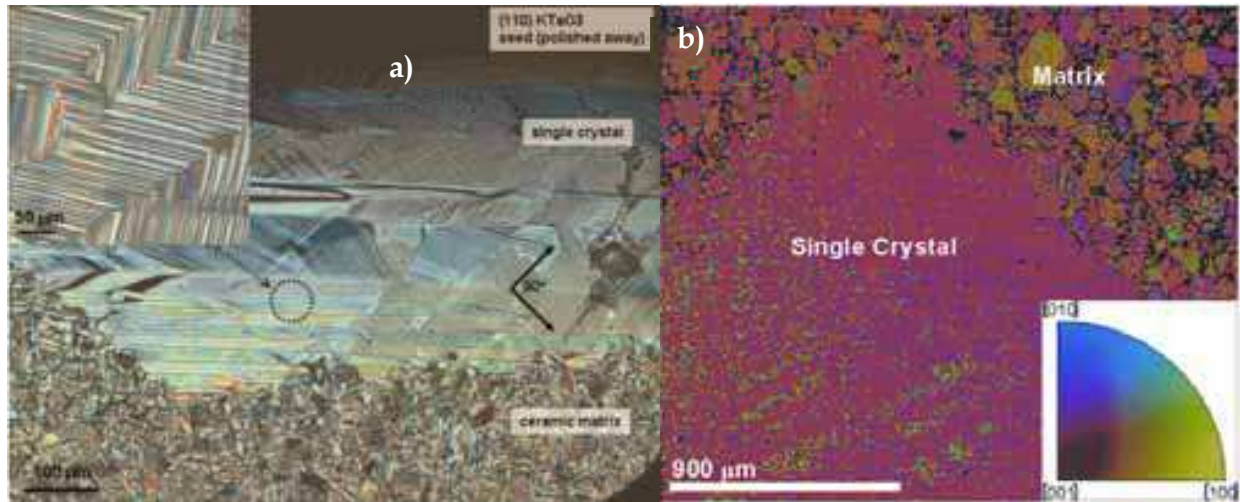 (110) KTaO3
seed (polished away)
a)
single crystal
50 µm
90°
ceramic matrix
100 µm
b)
Matrix
Single Crystal
[010]
900 µm
[001]
[100]